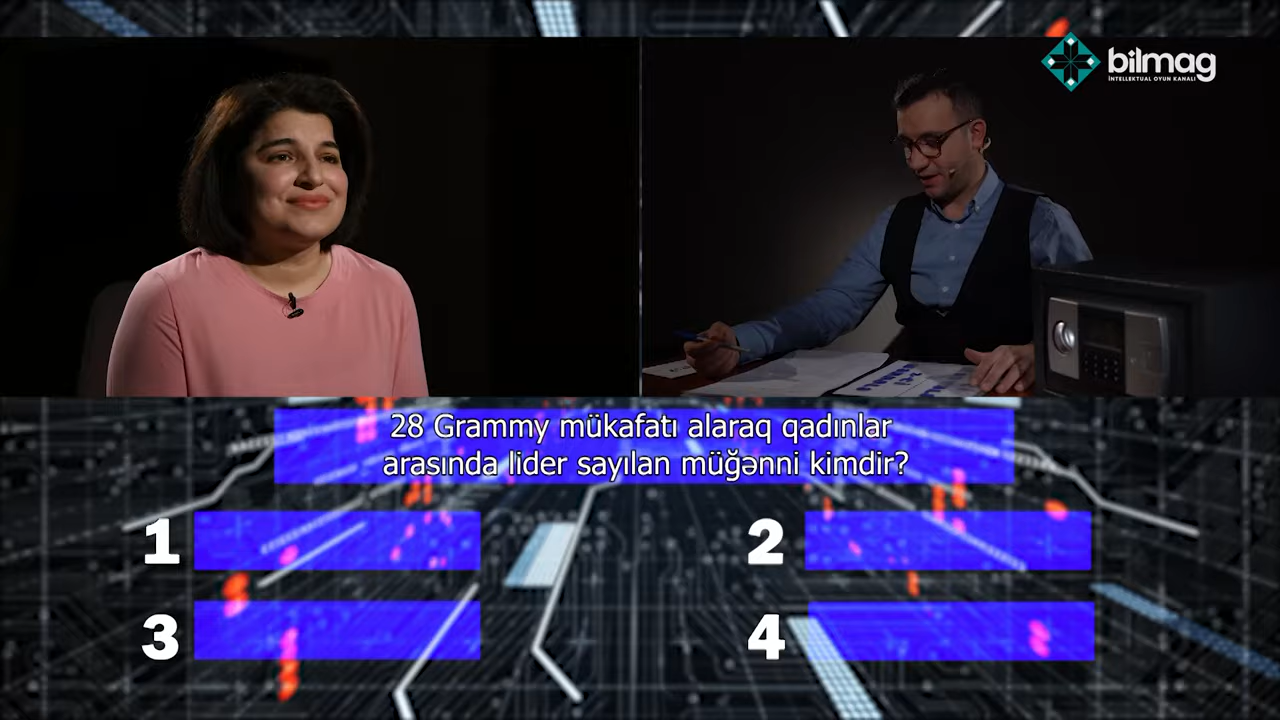 bilmag
İNTELLEKTUAL OYUN KANALI
28 Grammy mükafatı alaraq qadınlar
arasında lider sayılan müğənni kimdir?
1
2
3
4